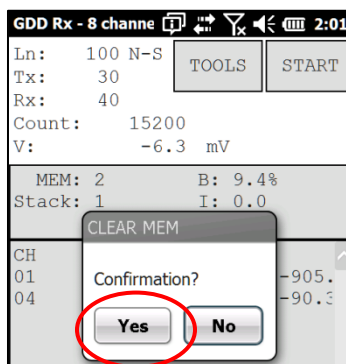 GDD Rx - 8 channe 2:01
Ln: 100 N-S
TOOLS START
Tx: 30
Rx: 40
Count: 15200
V: -6.3 mV
MEM: 2 B: 9.4%
Stack: 1 I: 0.0
CLEAR MEM
CH
Confirmation?
01 -905.
04 -90.3
Yes No